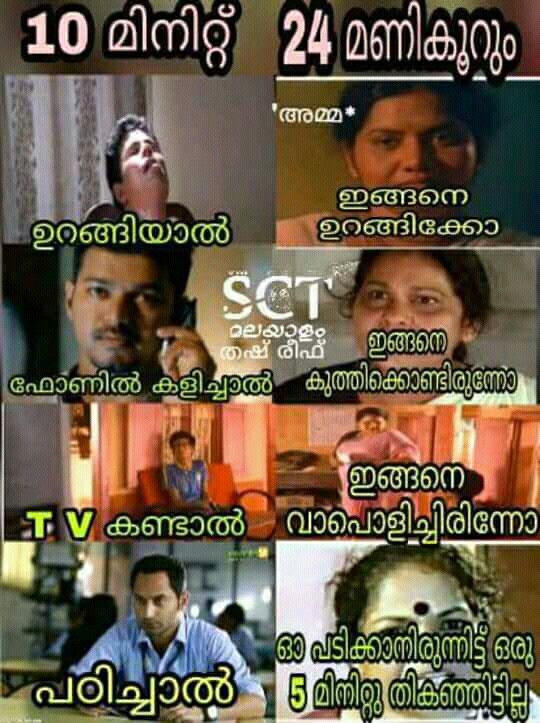 10 മിനിറ്റ്
24 മണികൂറും
'അമ്മ*
ഉറങ്ങിയാൽ
ഇങ്ങനെ
ഉറങ്ങിക്കോ
SCT
മലയാളം
തഷ് രീഫ്
ഫോണിൽ കളിച്ചാൽ
ഇങ്ങനെ
കുത്തിക്കൊണ്ടിരുന്നോ
T V കണ്ടാൽ
ഇങ്ങനെ
വാപൊളിച്ചിരിന്നോ
പഠിച്ചാൽ
ഓ പടിക്കാനിരുന്നിട്ട് ഒരു
5 മിനിറ്റു തികഞ്ഞിട്ടില്ല